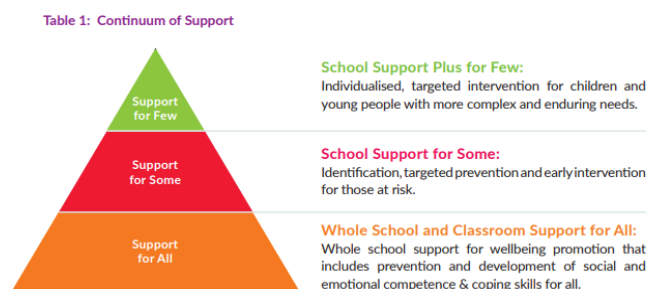 Table 1: Continuum of Support
Support
for Few
School Support Plus for Few:
Individualised, targeted intervention for children and
young people with more complex and enduring needs.
Support
for Some
School Support for Some:
Identification, targeted prevention and early intervention
for those at risk.
Support
for All
Whole School and Classroom Support for All:
Whole school support for wellbeing promotion that
includes prevention and development of social and
emotional competence & coping skills for all.